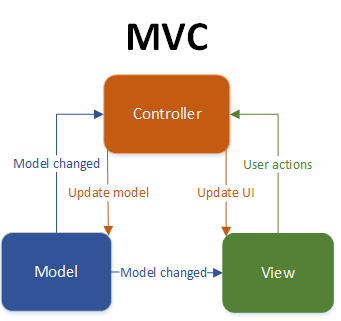 MVC
Controller
Model changed
User actions
Update model
Update UI
Model
Model changed
View